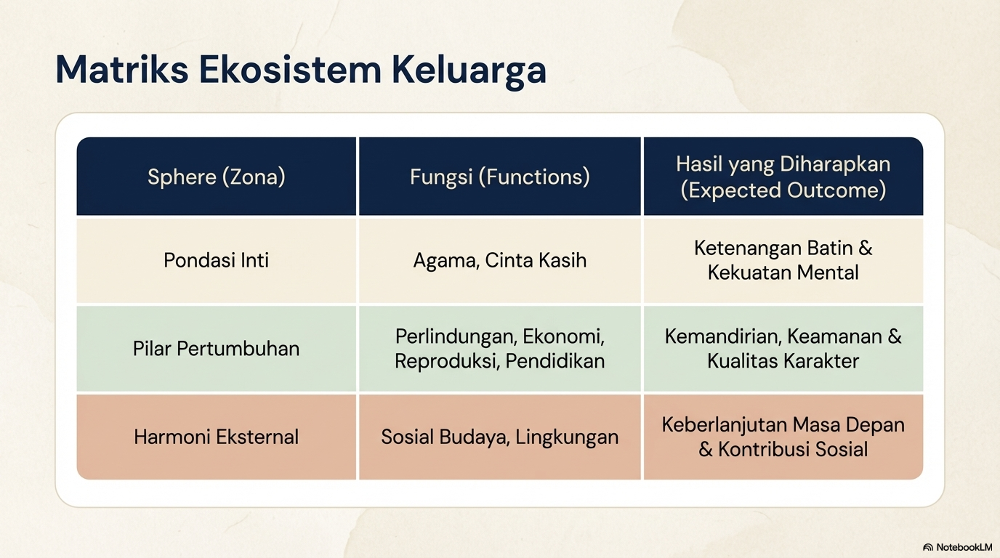 Matriks Ekosistem Keluarga
Sphere (Zona)
Fungsi (Functions)
Hasil yang Diharapkan
(Expected Outcome)
Pondasi Inti
Agama, Cinta Kasih
Ketenangan Batin &
Kekuatan Mental
Pilar Pertumbuhan
Perlindungan, Ekonomi,
Reproduksi, Pendidikan
Kemandirian, Keamanan &
Kualitas Karakter
Harmoni Eksternal
Sosial Budaya, Lingkungan
Keberlanjutan Masa Depan
& Kontribusi Sosial
NotebookLM